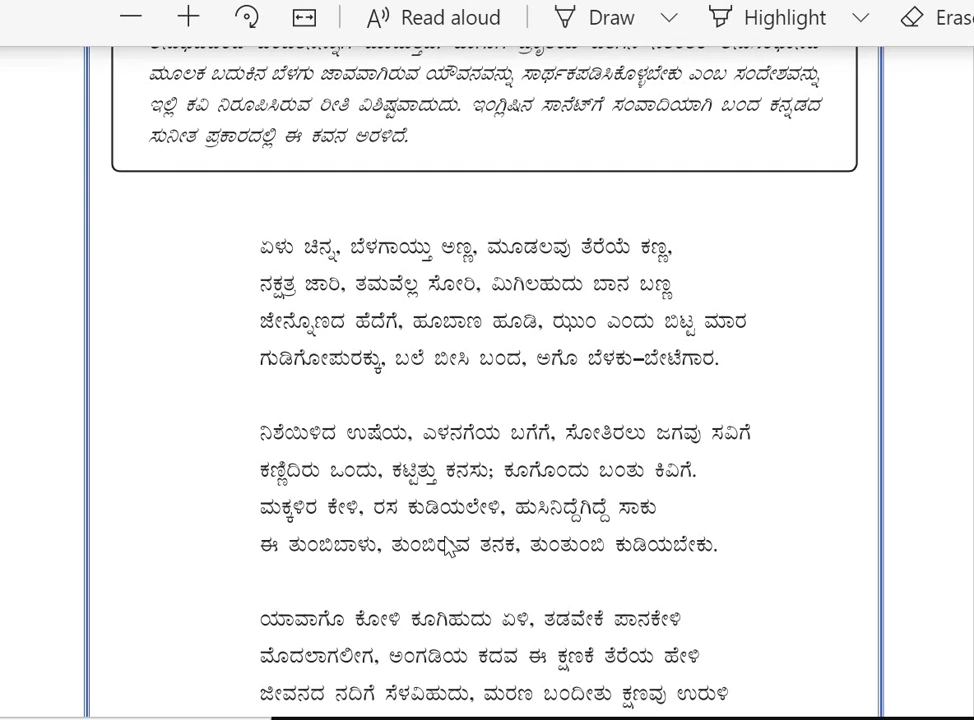 Read aloud Draw Highlight
ಮೂಲಕ ಬದುಕಿನ ಬೆಳಗು ಜಾವವಾಗಿರುವ ಯೌವನವನ್ನು ಸಾರ್ಥಕಪಡಿಸಿಕೊಳ್ಳಬೇಕು ಎಂಬ ಸಂದೇಶವನ್ನು
ಇಲ್ಲಿ ಕವಿ ನಿರೂಪಿಸಿರುವ ರೀತಿ ವಿಶಿಷ್ಟವಾದುದು. ಇಂಗ್ಲಿಷಿನ ಸಾನೆಟ್‌ಗೆ ಸಂವಾದಿಯಾಗಿ ಬಂದ ಕನ್ನಡದ
ಸುನೀತ ಪ್ರಕಾರದಲ್ಲಿ ಈ ಕವನ ಅರಳಿದೆ.
ಏಳು ಚಿನ್ನ, ಬೆಳಗಾಯ್ತು ಅಣ್ಣ, ಮೂಡಲವು ತೆರೆಯೆ ಕಣ್ಣ,
ನಕ್ಷತ್ರ ಜಾರಿ, ತಮವೆಲ್ಲ ಸೋರಿ, ಮಿಗಿಲಹುದು ಬಾನ ಬಣ್ಣ
ಜೇನ್ನೊಣದ ಹೆದೆಗೆ, ಹೂಬಾಣ ಹೂಡಿ, ಝುಂ ಎಂದು ಬಿಟ್ಟ ಮಾರ
ಗುಡಿಗೋಪುರಕ್ಕು, ಬಲೆ ಬೀಸಿ ಬಂದ, ಅಗೊ ಬೆಳಕು-ಬೇಟೆಗಾರ.
ನಿಶೆಯಿಳಿದ ಉಷೆಯ, ಎಳನಗೆಯ ಬಗೆಗೆ, ಸೋತಿರಲು ಜಗವು ಸವಿಗೆ
ಕಣ್ಣಿದಿರು ಒಂದು, ಕಟ್ಟಿತ್ತು ಕನಸು; ಕೂಗೊಂದು ಬಂತು ಕಿವಿಗೆ.
ಮಕ್ಕಳಿರ ಕೇಳಿ, ರಸ ಕುಡಿಯಲೇಳಿ, ಹುಸಿನಿದ್ದೆಗಿದ್ದೆ ಸಾಕು
ಈ ತುಂಬಿಬಾಳು, ತುಂಬಿರುವ ತನಕ, ತುಂತುಂಬಿ ಕುಡಿಯಬೇಕು.
ಯಾವಾಗೊ ಕೋಳಿ ಕೂಗಿಹುದು ಏಳಿ, ತಡವೇಕೆ ಪಾನಕೇಳಿ
ಮೊದಲಾಗಲೀಗ, ಅಂಗಡಿಯ ಕದವ ಈ ಕ್ಷಣಕೆ ತೆರೆಯ ಹೇಳಿ
ಜೀವನದ ನದಿಗೆ ಸೆಳವಿಹುದು, ಮರಣ ಬಂದೀತು ಕ್ಷಣವು ಉರುಳಿ